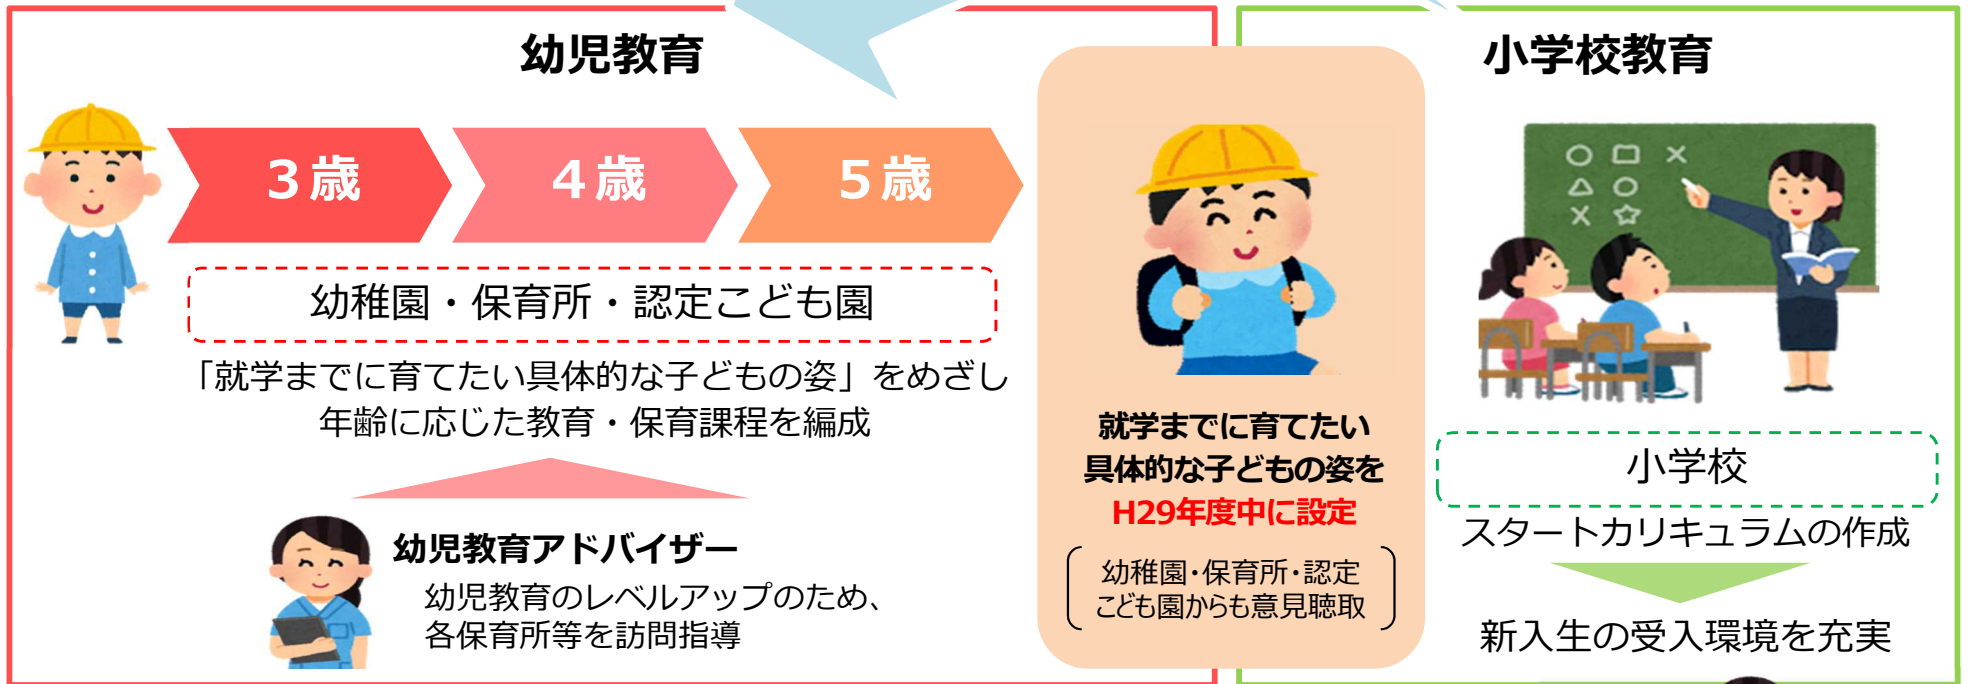 幼児教育
3歳
4歳
5歳
幼稚園・保育所・認定こども園
「就学までに育てたい具体的な子どもの姿」をめざし
年齢に応じた教育・保育課程を編成
幼児教育アドバイザー
幼児教育のレベルアップのため、
各保育所等を訪問指導
就学までに育てたい
具体的な子どもの姿を
H29年度中に設定
幼稚園・保育所・認定
こども園からも意見聴取
小学校教育
小学校
スタートカリキュラムの作成
新入生の受入環境を充実